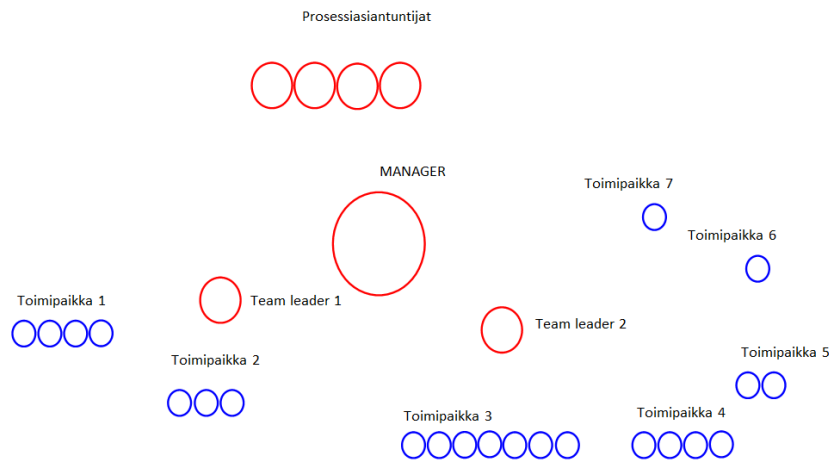 Prosessiasiantuntijat
MANAGER
Toimipaikka 7
Toimipaikka 6
Toimipaikka 1
Team leader 1
Team leader 2
Toimipaikka 2
Toimipaikka 5
Toimipaikka 3
Toimipaikka 4